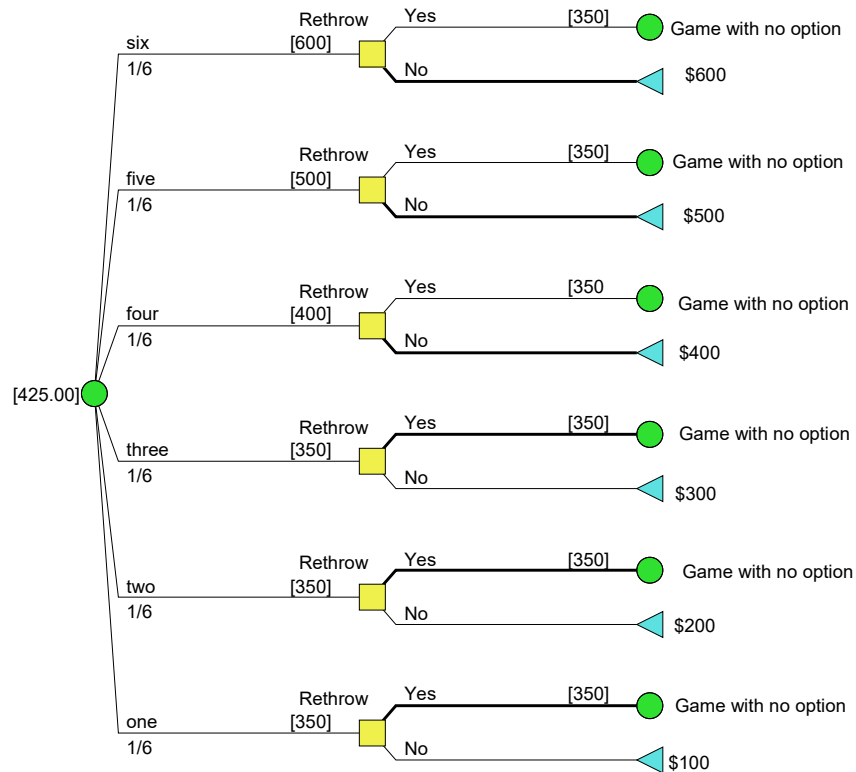 Rethrow Yes [350] Game with no option
six [600]
1/6 No $600
Rethrow Yes [350] Game with no option
five [500]
1/6 No $500
Rethrow Yes [350 Game with no option
four [400]
1/6 No $400
[425.00]
Rethrow Yes [350] Game with no option
three [350]
1/6 No $300
Rethrow Yes [350] Game with no option
two [350]
1/6 No $200
Rethrow Yes [350] Game with no option
one [350]
1/6 No $100